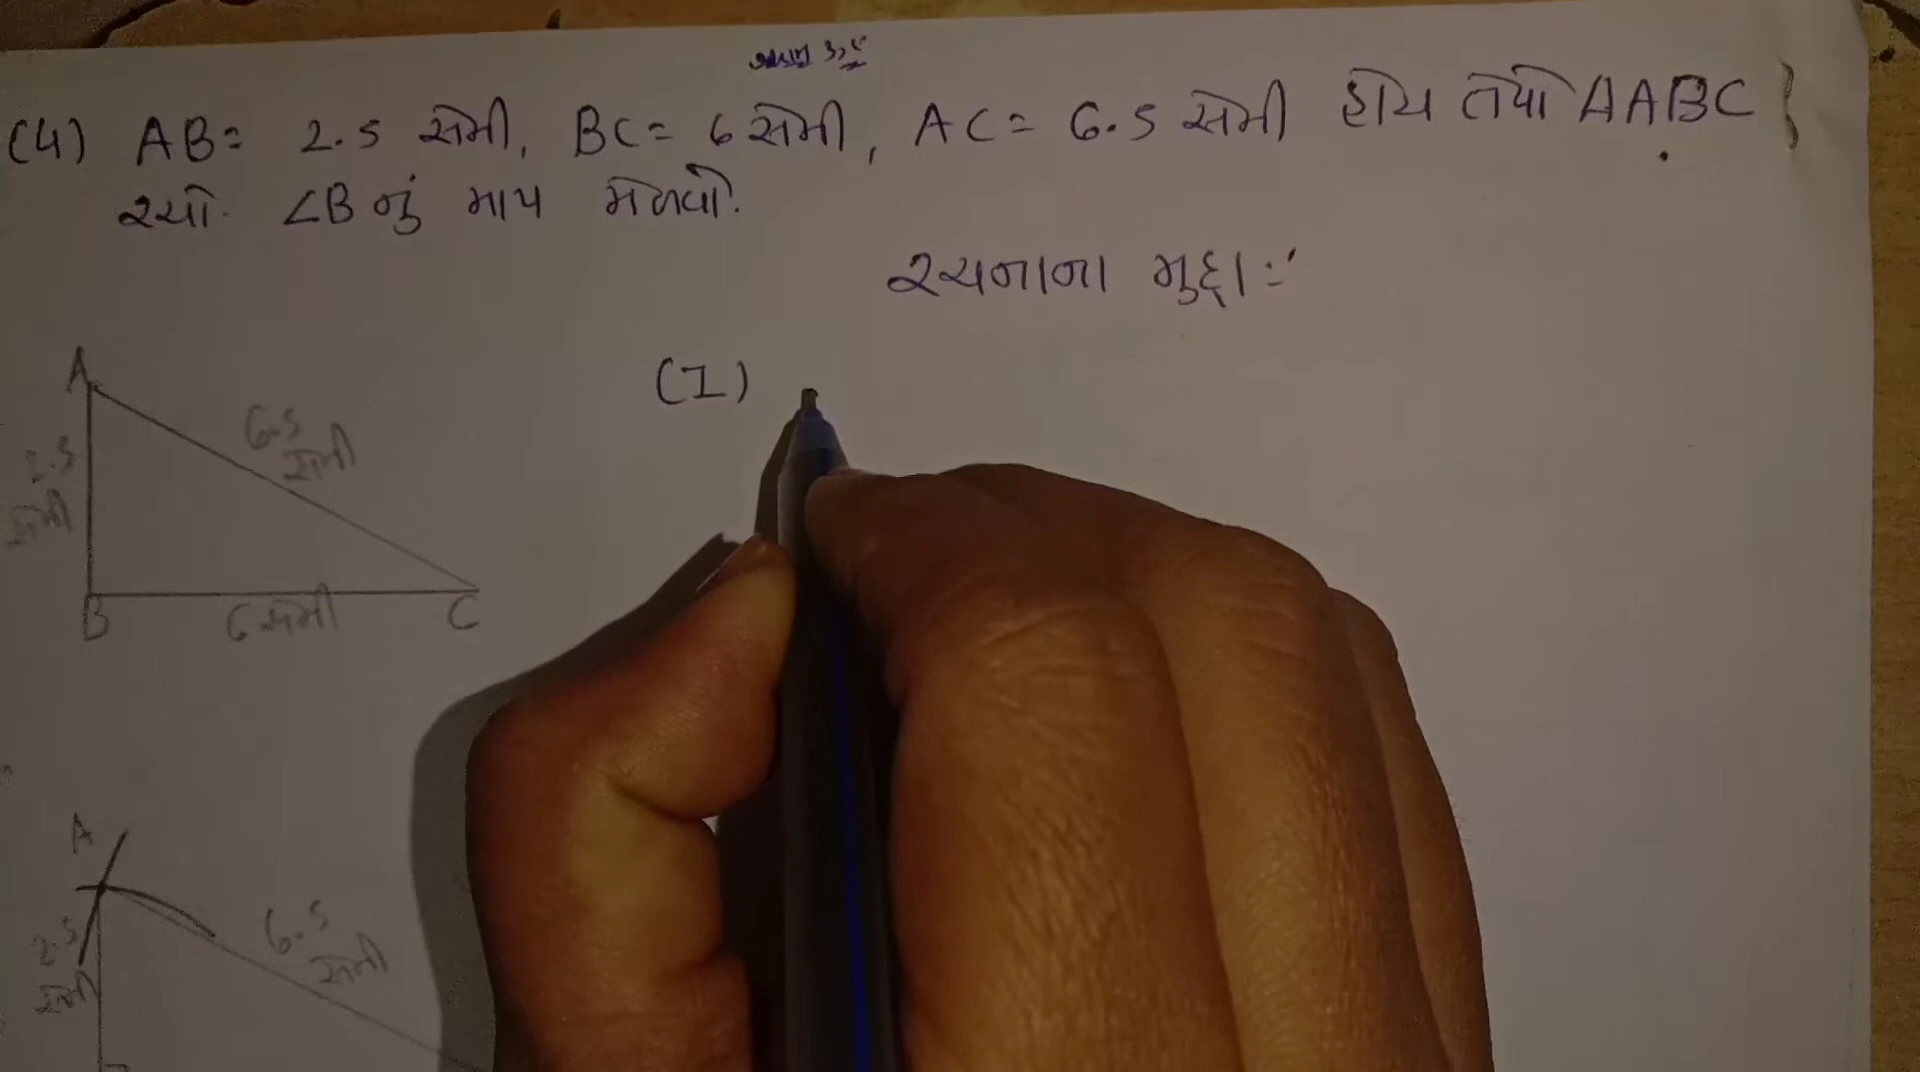 (4) AB= 2.5 સેમી, BC= 6 સેમી, AC= 6.5 સેમી હોય તેવો ΔABC
રચો. ∠B નું માપ મેળવો.
રચનાના મુદ્દા :-
(1)
A
6.5
સેમી
2.5
સેમી
B
6 સેમી
C
A
6.5
સેમી
2.5
સેમી